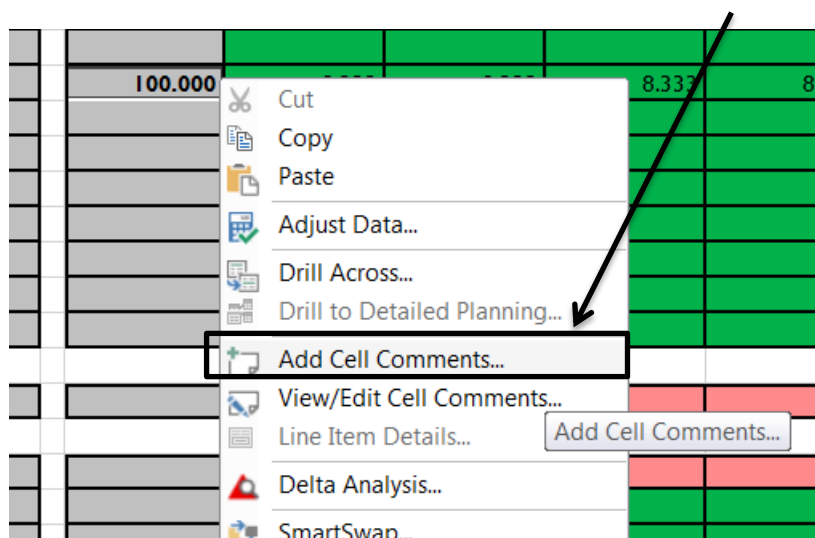 100.000 8.333 8
Cut
Copy
Paste
Adjust Data...
Drill Across...
Drill to Detailed Planning...
Add Cell Comments...
View/Edit Cell Comments...
Line Item Details...
Add Cell Comments...
Delta Analysis...
SmartSwap...